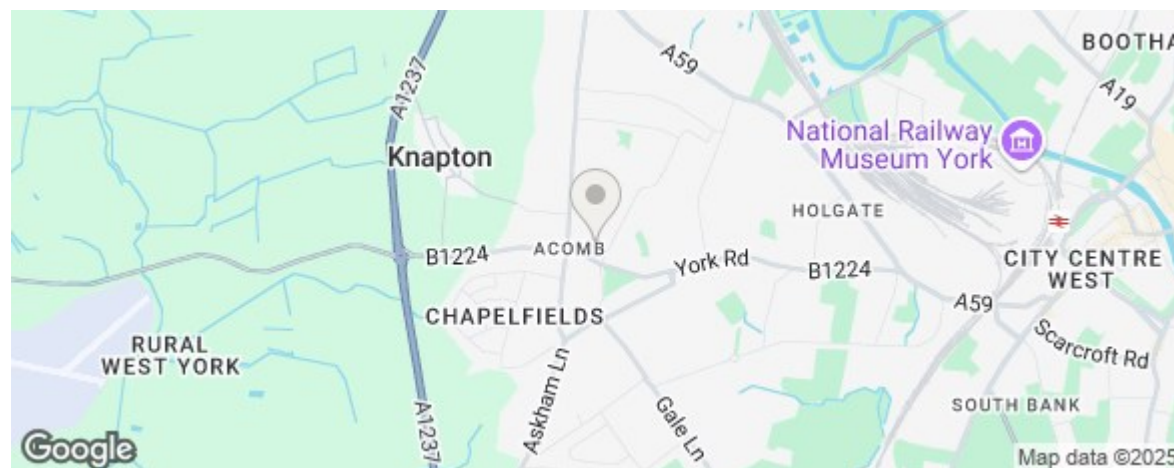 BOOTHA
A59
A1237
A19
National Railway
Museum York
Knapton
HOLGATE
ACOMB
B1224
York Rd
B1224
CITY CENTRE
WEST
A59
CHAPELFIELDS
RURAL
WEST YORK
Scarcroft Rd
Askham Ln
A1237
Gale Ln
SOUTH BANK
Google
Map data ©2025